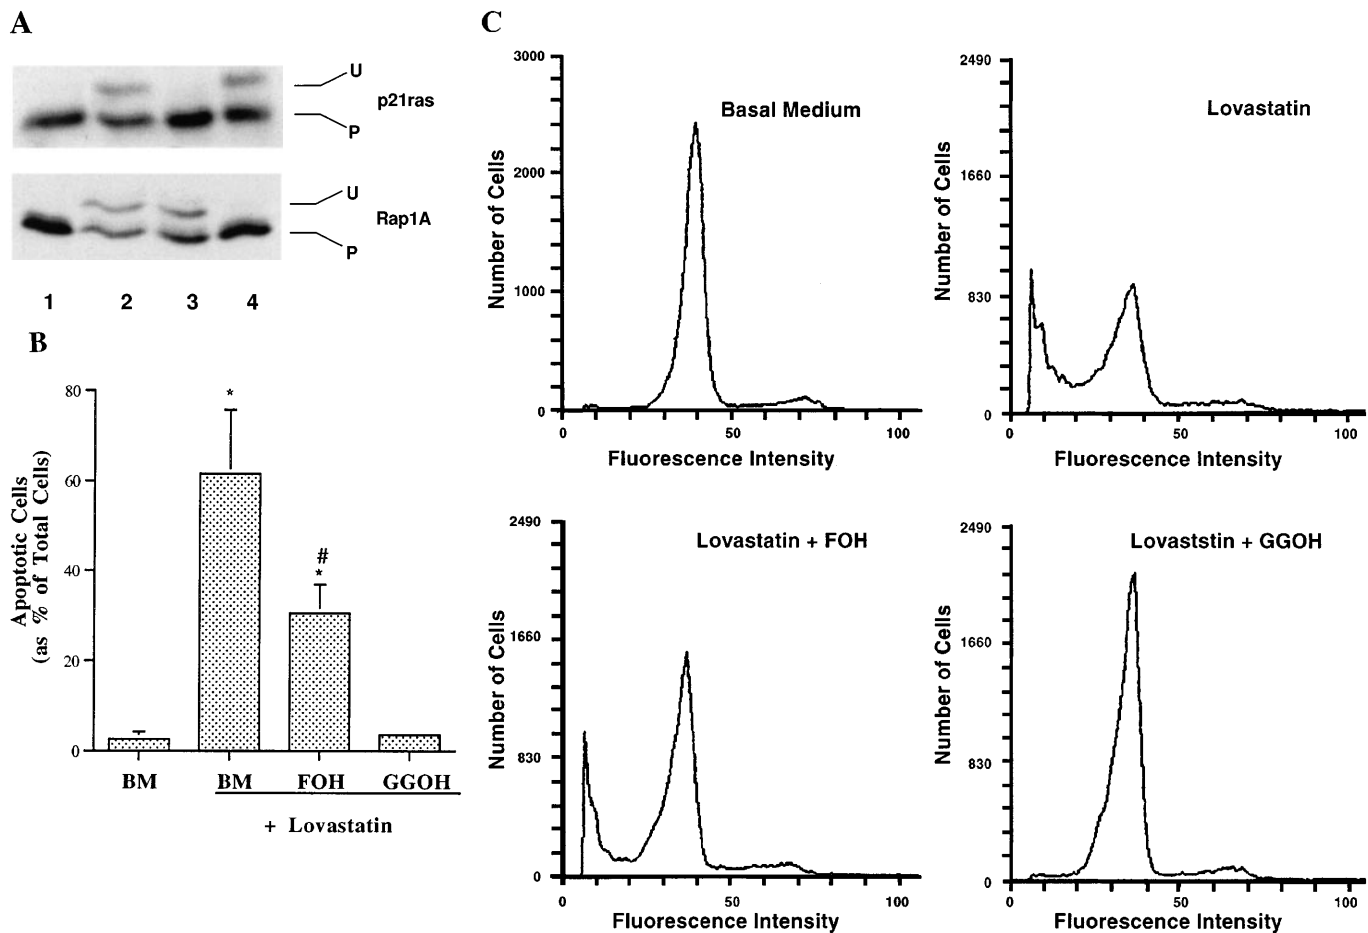 A
U
p21ras
P
U
Rap1A
P
1 2 3 4
B
80
60
40
20
0
Apoptotic Cells
(as % of Total Cells)
*
#
*
BM BM FOH GGOH
+ Lovastatin
C
3000
2000
1000
0
Number of Cells
Basal Medium
0 50 100
Fluorescence Intensity
2490
1660
830
0
Number of Cells
Lovastatin
0 50 100
Fluorescence Intensity
2490
1660
830
0
Number of Cells
Lovastatin + FOH
0 50 100
Fluorescence Intensity
2490
1660
830
0
Number of Cells
Lovaststin + GGOH
0 50 100
Fluorescence Intensity